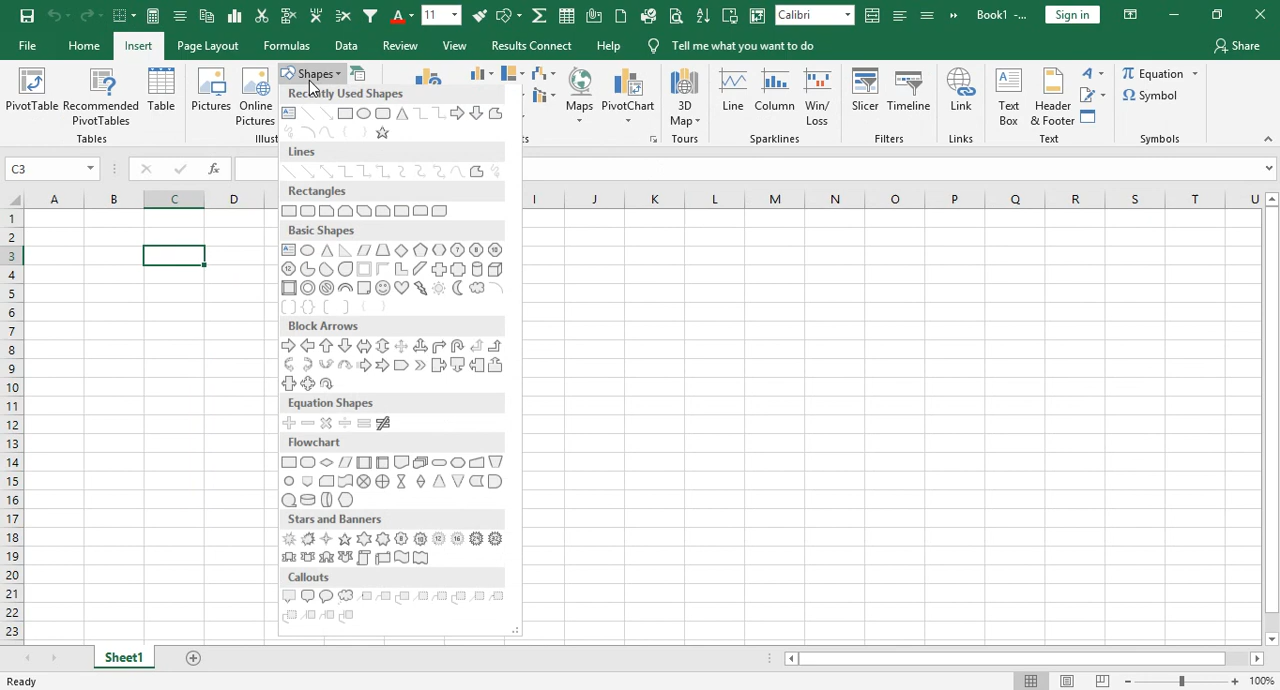 11
Calibri
Book1 -...
Sign in
File
Home
Insert
Page Layout
Formulas
Data
Review
View
Results Connect
Help
Tell me what you want to do
Share
PivotTable
Recommended
PivotTables
Table
Tables
Pictures
Online
Pictures
Shapes
Maps
PivotChart
3D
Map
Tours
Line
Column
Win/
Loss
Sparklines
Slicer
Timeline
Filters
Link
Links
Text
Box
Header
& Footer
Text
Equation
Symbol
Symbols
C3
fx
Recently Used Shapes
Lines
Rectangles
Basic Shapes
Block Arrows
Equation Shapes
Flowchart
Stars and Banners
Callouts
A B C D I J K L M N O P Q R S T U
1
2
3
4
5
6
7
8
9
10
11
12
13
14
15
16
17
18
19
20
21
22
23
Sheet1
Ready
100%